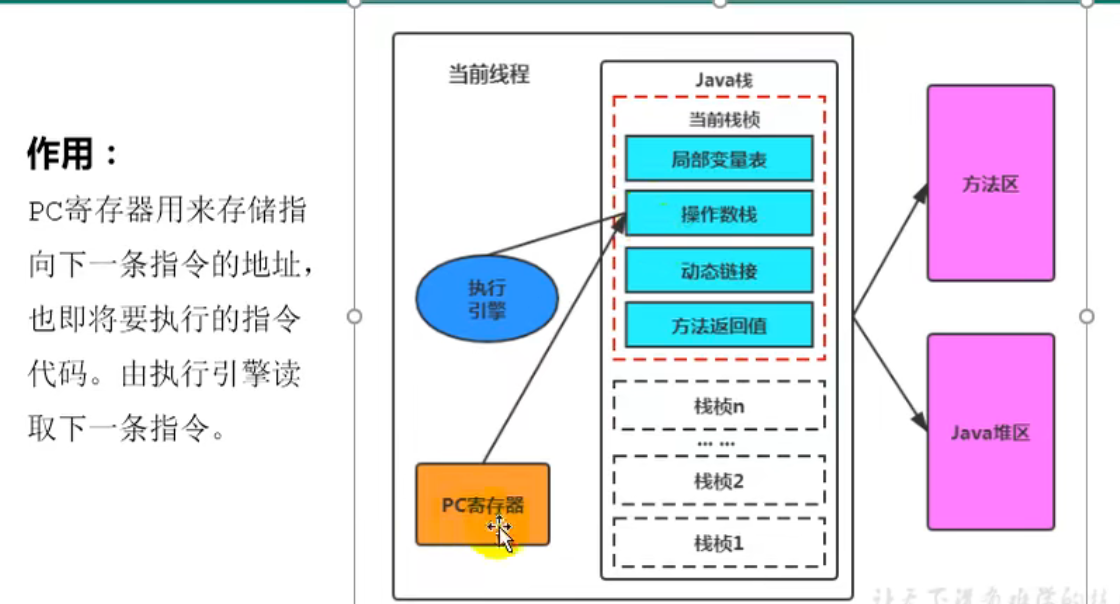 作用：
PC寄存器用来存储指
向下一条指令的地址，
也即将要执行的指令
代码。由执行引擎读
取下一条指令。
当前线程
执行
引擎
PC寄存器
Java栈
当前栈桢
局部变量表
操作数栈
动态链接
方法返回值
栈桢n
... ...
栈桢2
栈桢1
方法区
Java堆区